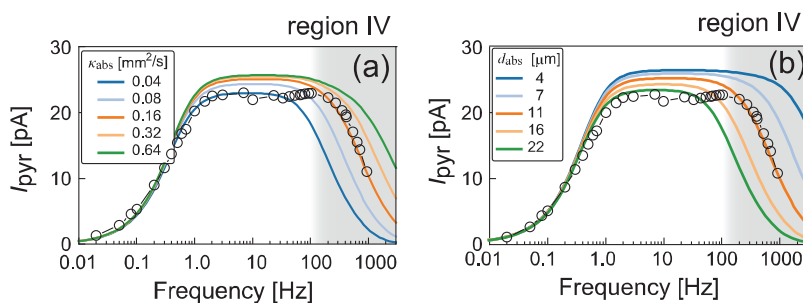 region IV
(a)
κabs [mm²/s]
0.04
0.08
0.16
0.32
0.64
30
20
10
0
Ipyr [pA]
0.01 0.1 1.0 10 100 1000
Frequency [Hz]
region IV
(b)
dabs [μm]
4
7
11
16
22
30
20
10
0
Ipyr [pA]
0.01 0.1 1.0 10 100 1000
Frequency [Hz]